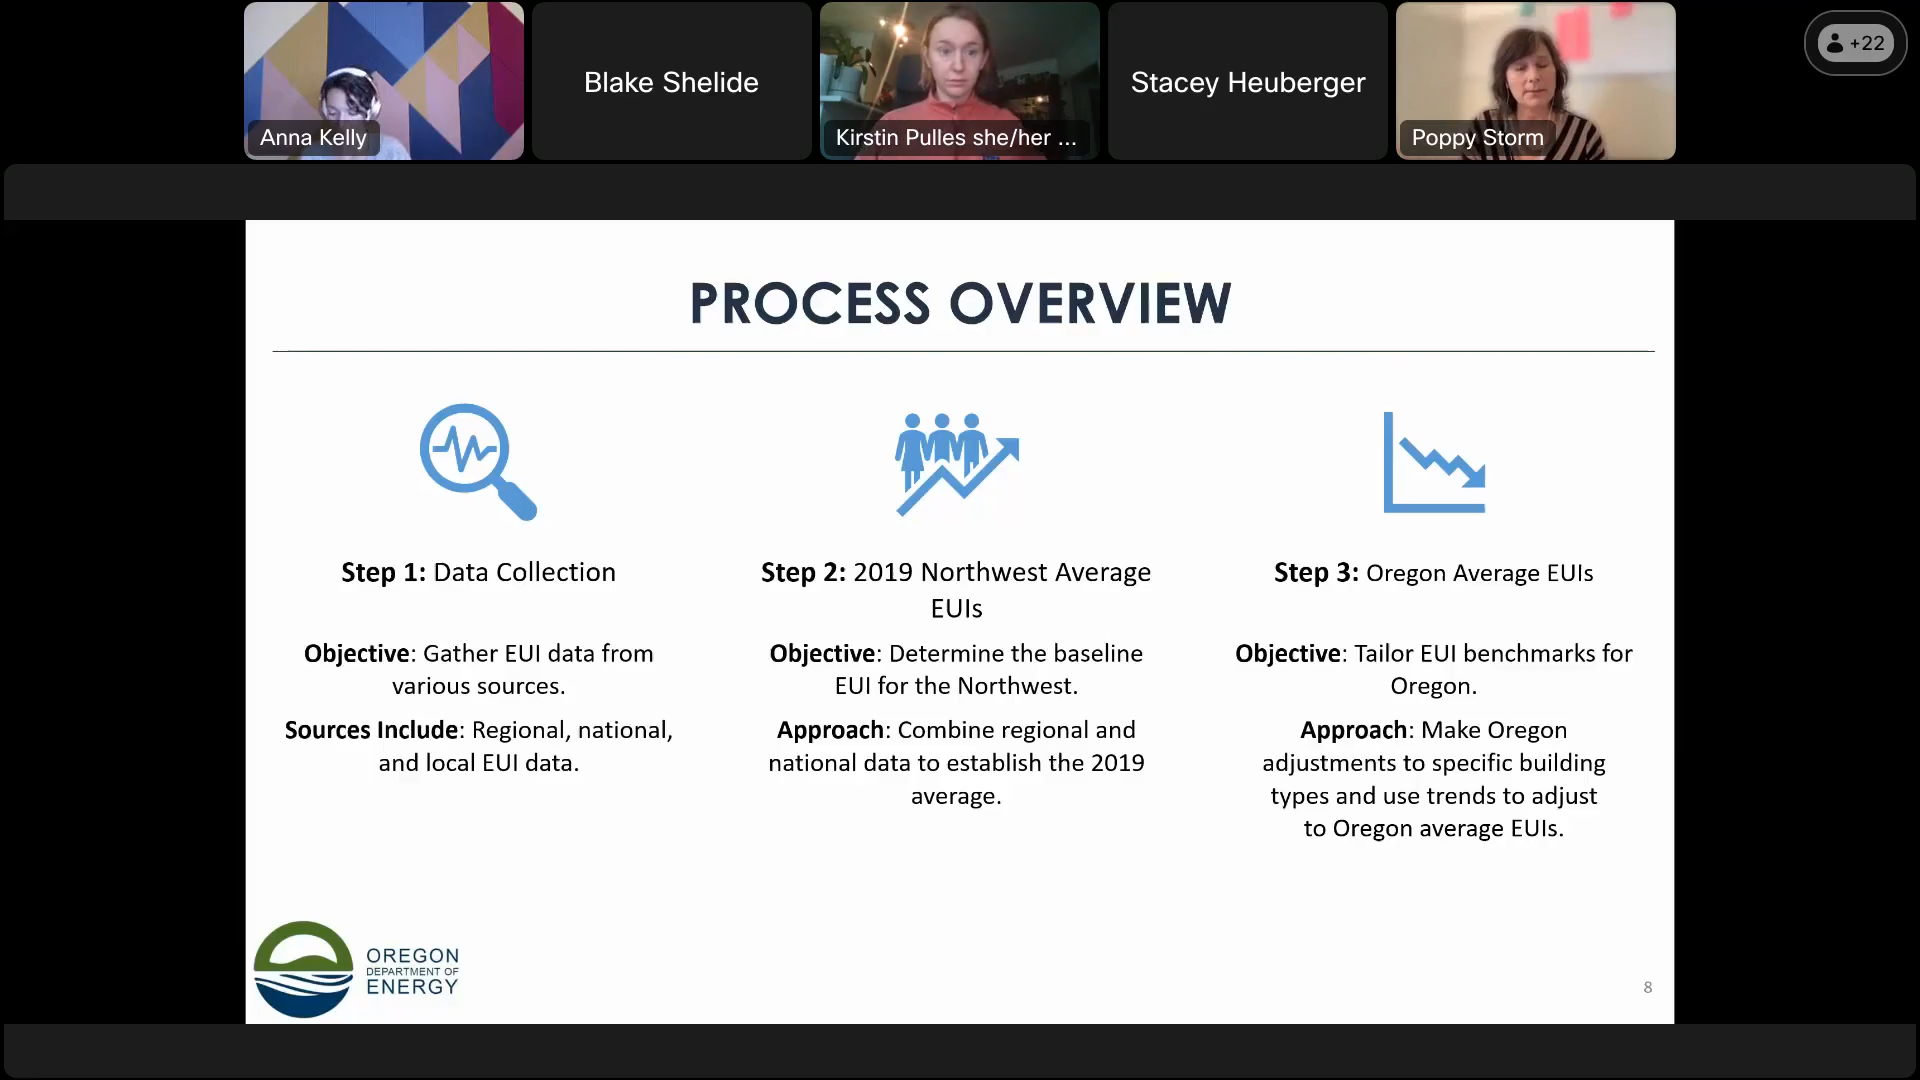 Blake Shelide
Stacey Heuberger
+22
Anna Kelly
Kirstin Pulles she/her ...
Poppy Storm
PROCESS OVERVIEW
Step 1: Data Collection
Objective: Gather EUI data from
various sources.
Sources Include: Regional, national,
and local EUI data.
Step 2: 2019 Northwest Average
EUIs
Objective: Determine the baseline
EUI for the Northwest.
Approach: Combine regional and
national data to establish the 2019
average.
Step 3: Oregon Average EUIs
Objective: Tailor EUI benchmarks for
Oregon.
Approach: Make Oregon
adjustments to specific building
types and use trends to adjust
to Oregon average EUIs.
OREGON
DEPARTMENT OF
ENERGY
8